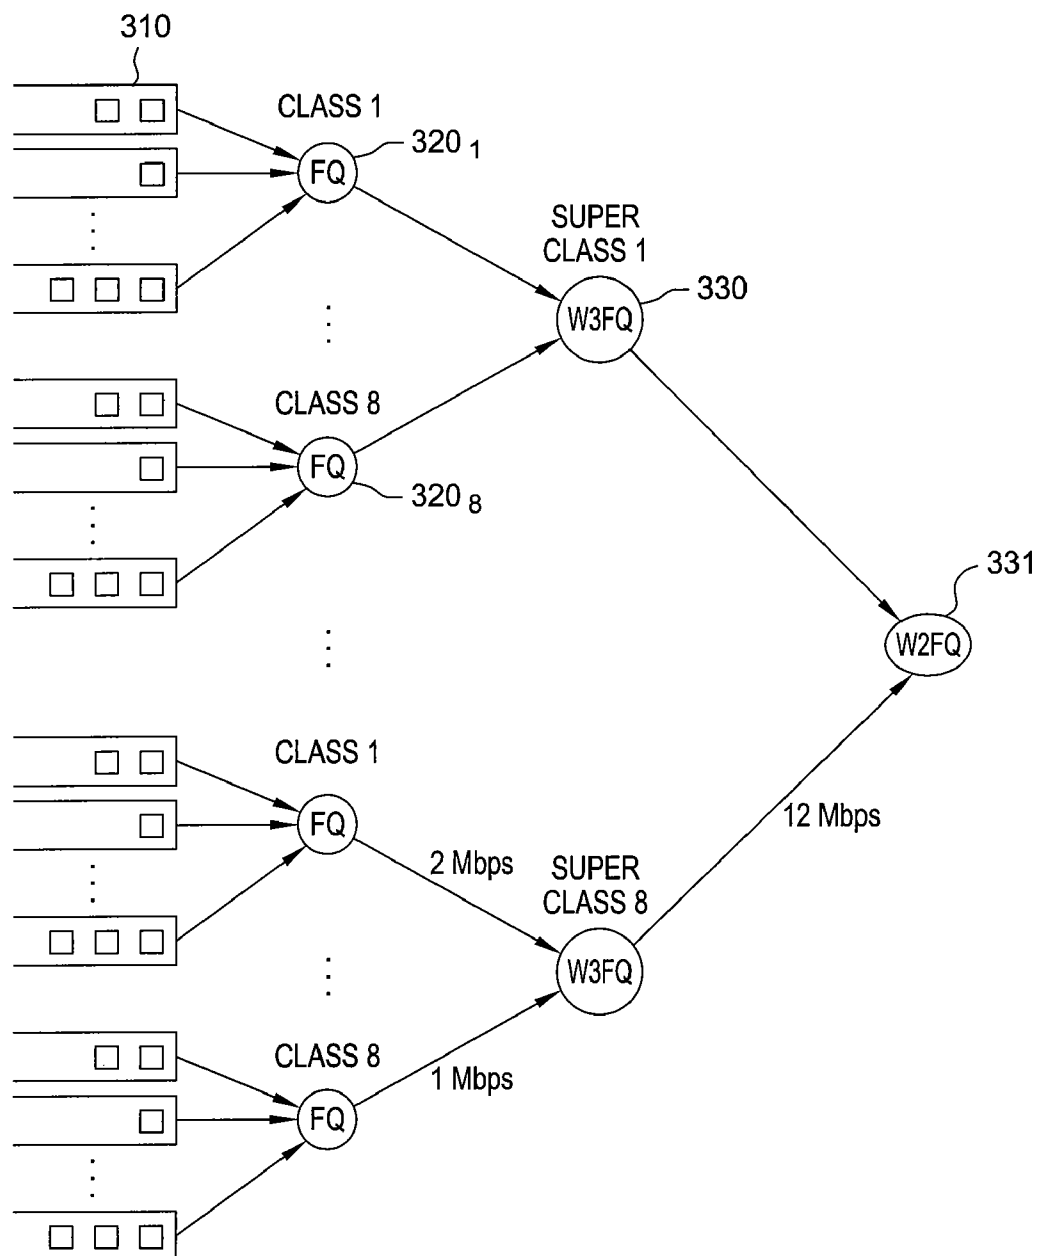 310
CLASS 1
FQ
320 1
SUPER
CLASS 1
W3FQ
330
CLASS 8
FQ
320 8
331
W2FQ
CLASS 1
FQ
2 Mbps
SUPER
CLASS 8
12 Mbps
W3FQ
CLASS 8
1 Mbps
FQ